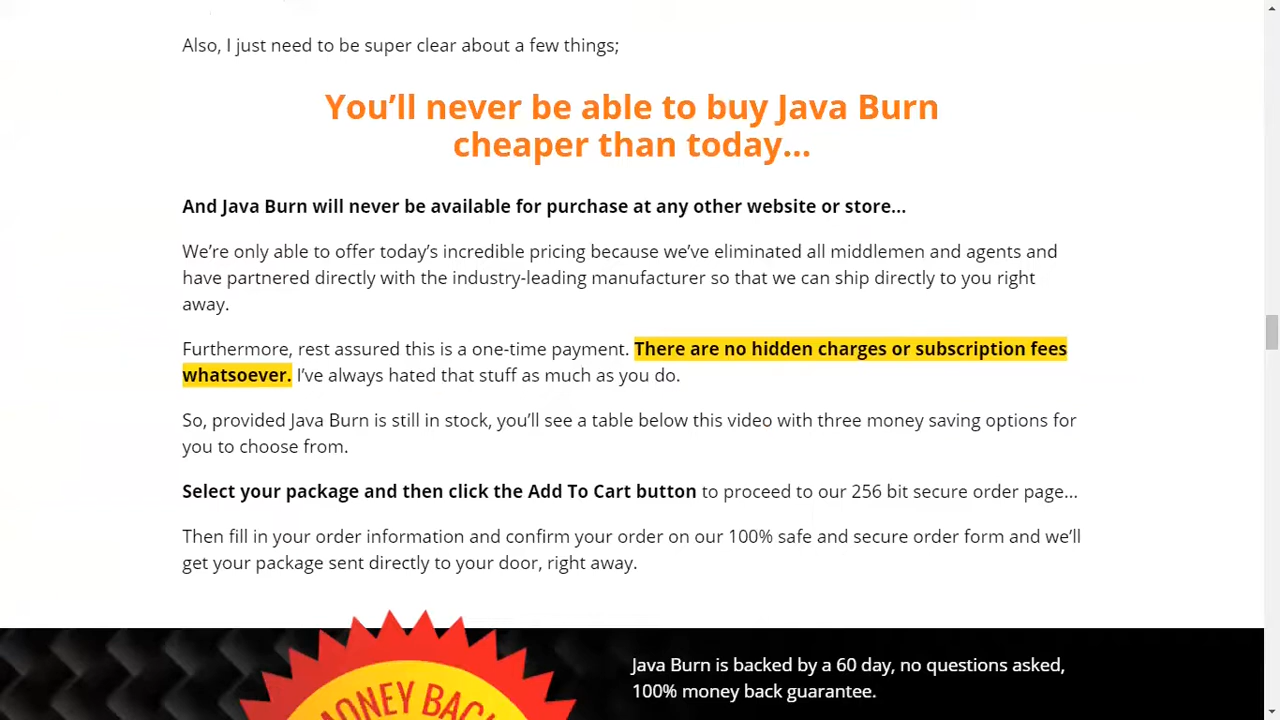 Also, I just need to be super clear about a few things;
You’ll never be able to buy Java Burn
cheaper than today...
And Java Burn will never be available for purchase at any other website or store...
We’re only able to offer today’s incredible pricing because we’ve eliminated all middlemen and agents and
have partnered directly with the industry-leading manufacturer so that we can ship directly to you right
away.
Furthermore, rest assured this is a one-time payment. There are no hidden charges or subscription fees
whatsoever. I’ve always hated that stuff as much as you do.
So, provided Java Burn is still in stock, you’ll see a table below this video with three money saving options for
you to choose from.
Select your package and then click the Add To Cart button to proceed to our 256 bit secure order page...
Then fill in your order information and confirm your order on our 100% safe and secure order form and we’ll
get your package sent directly to your door, right away.
Java Burn is backed by a 60 day, no questions asked,
100% money back guarantee.
MONEY BACK